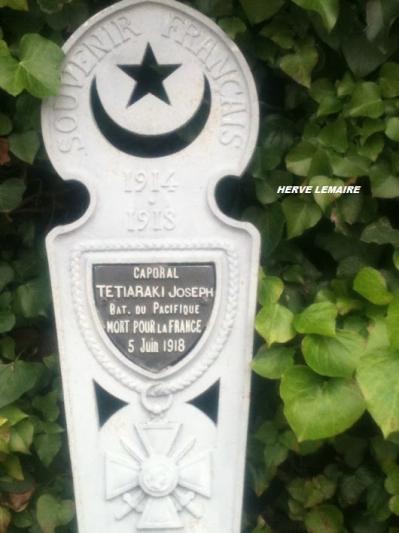 SOUVENIR FRANÇAIS
1914
1918
HERVE LEMAIRE
CAPORAL
TETIARAKI JOSEPH
BAT. DU PACIFIQUE
MORT POUR LA FRANCE
5 Juin 1918